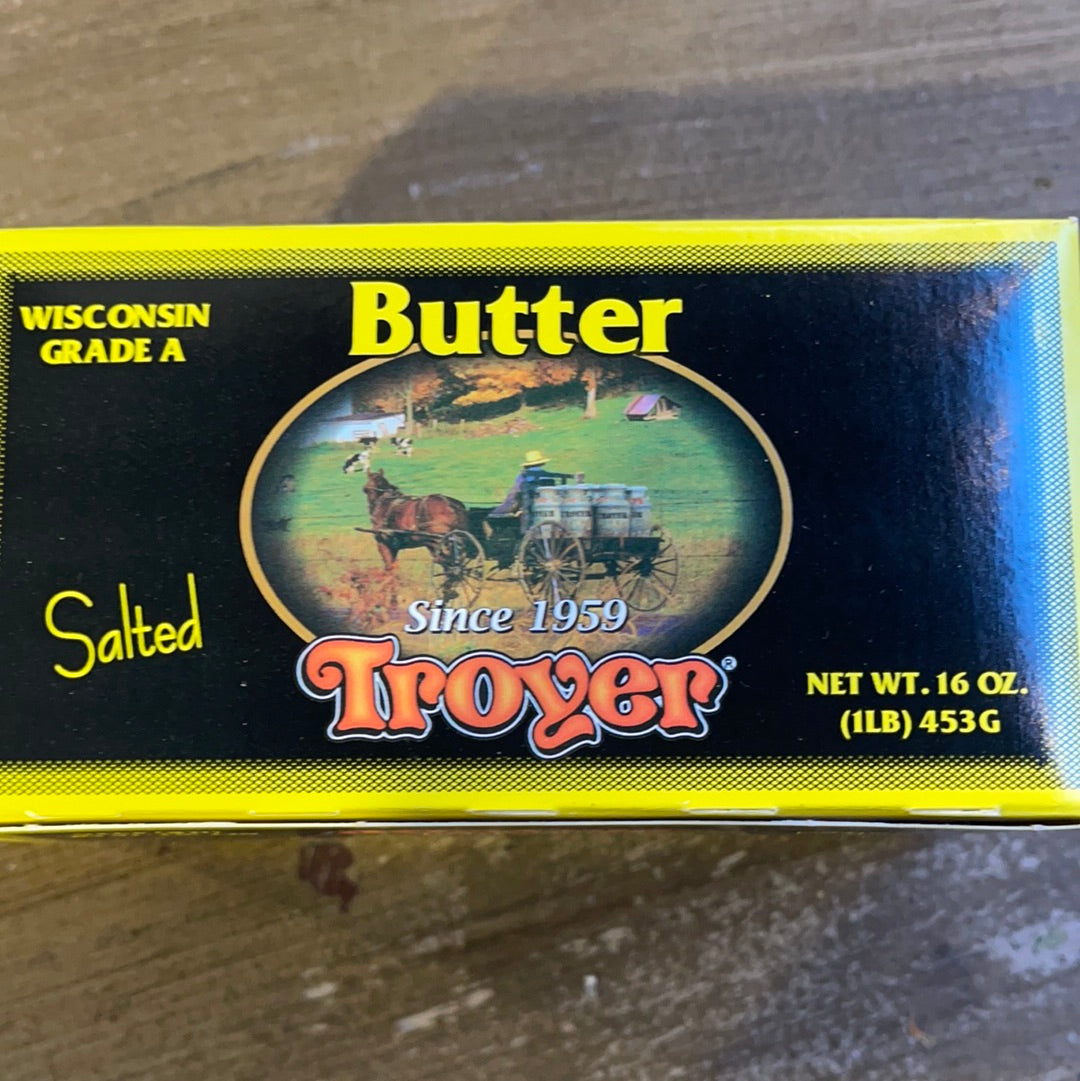 WISCONSIN
GRADE A
Butter
Salted
Since 1959
Troyer®
NET WT. 16 OZ.
(1LB) 453G